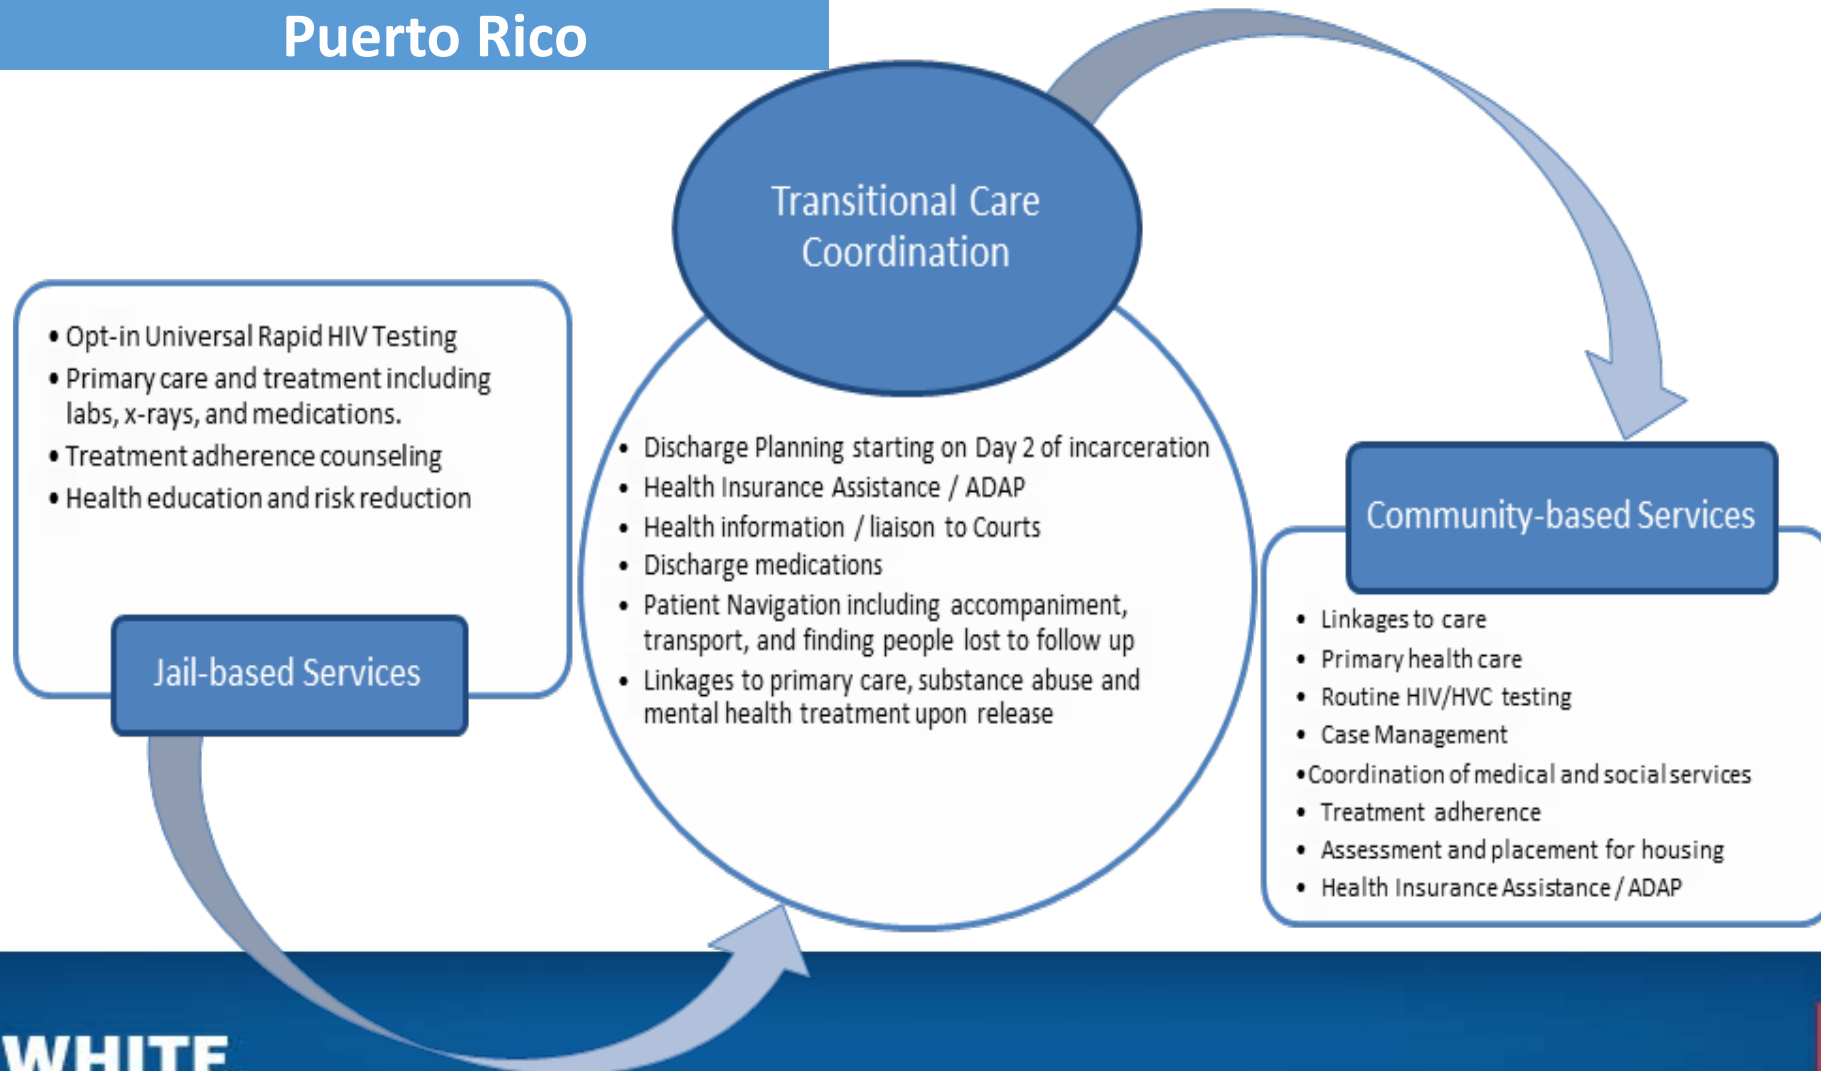 Puerto Rico
• Opt-in Universal Rapid HIV Testing
• Primary care and treatment including
labs, x-rays, and medications.
• Treatment adherence counseling
• Health education and risk reduction
Jail-based Services
Transitional Care
Coordination
• Discharge Planning starting on Day 2 of incarceration
• Health Insurance Assistance / ADAP
• Health information / liaison to Courts
• Discharge medications
• Patient Navigation including accompaniment,
transport, and finding people lost to follow up
• Linkages to primary care, substance abuse and
mental health treatment upon release
Community-based Services
• Linkages to care
• Primary health care
• Routine HIV/HVC testing
• Case Management
• Coordination of medical and social services
• Treatment adherence
• Assessment and placement for housing
• Health Insurance Assistance / ADAP
WHITE